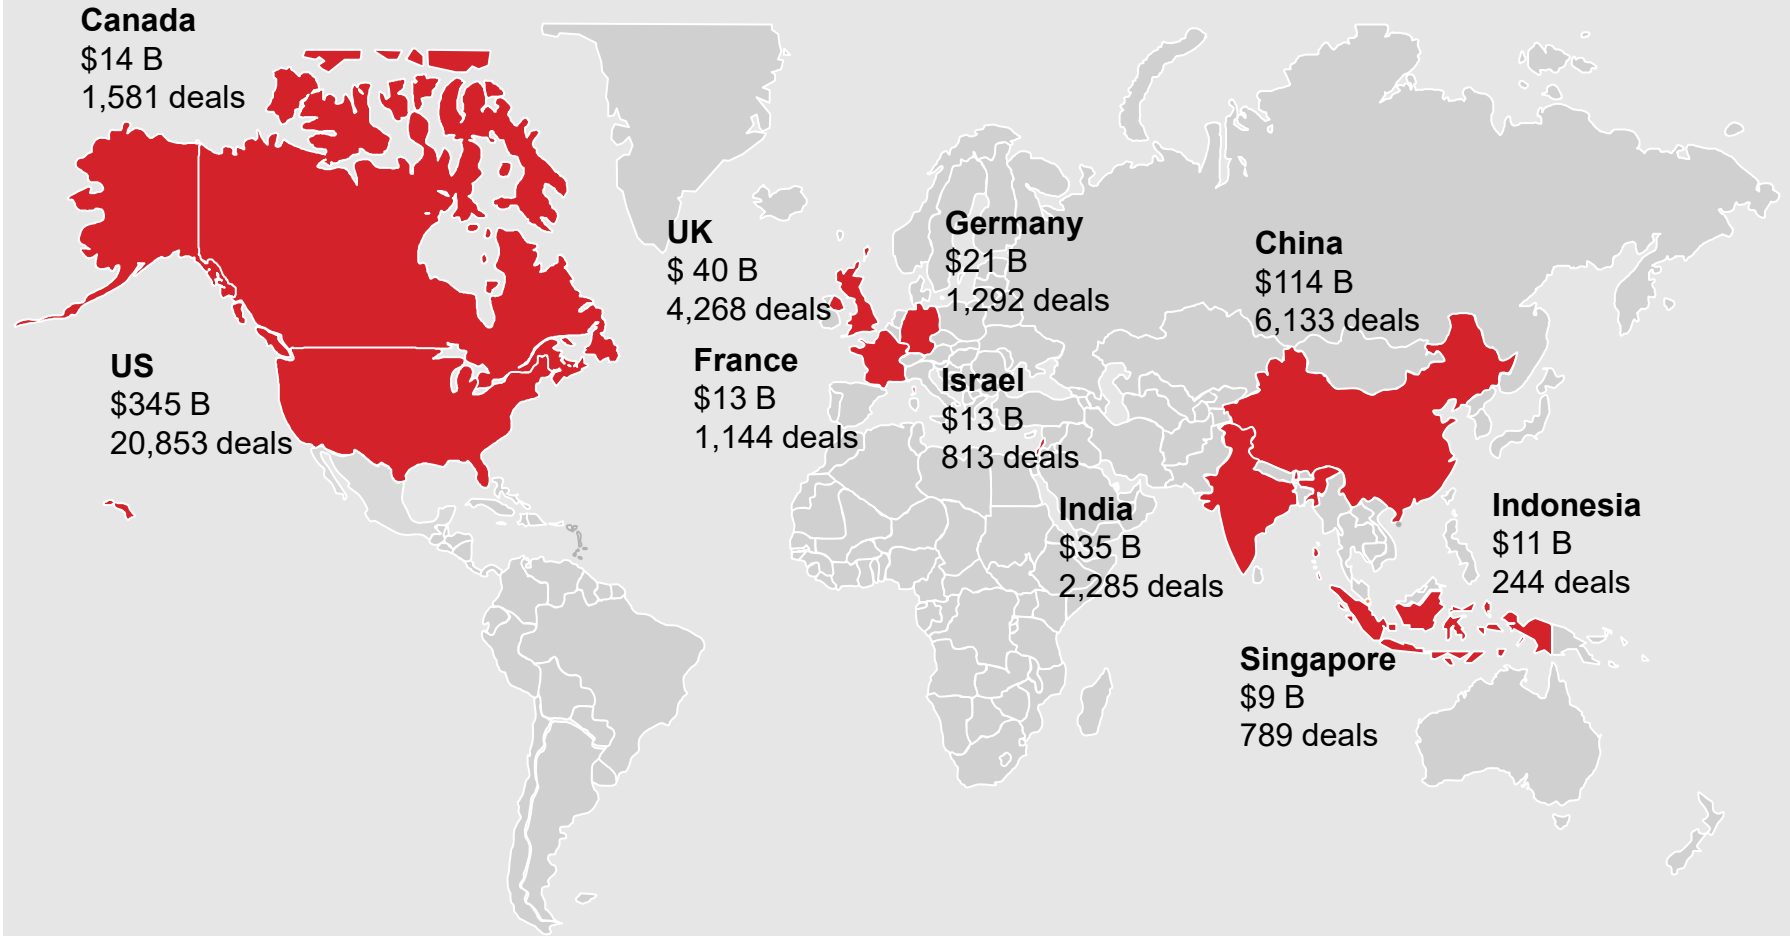 Canada
$14 B
1,581 deals
US
$345 B
20,853 deals
UK
$ 40 B
4,268 deals
France
$13 B
1,144 deals
Germany
$21 B
1,292 deals
Israel
$13 B
813 deals
India
$35 B
2,285 deals
China
$114 B
6,133 deals
Indonesia
$11 B
244 deals
Singapore
$9 B
789 deals